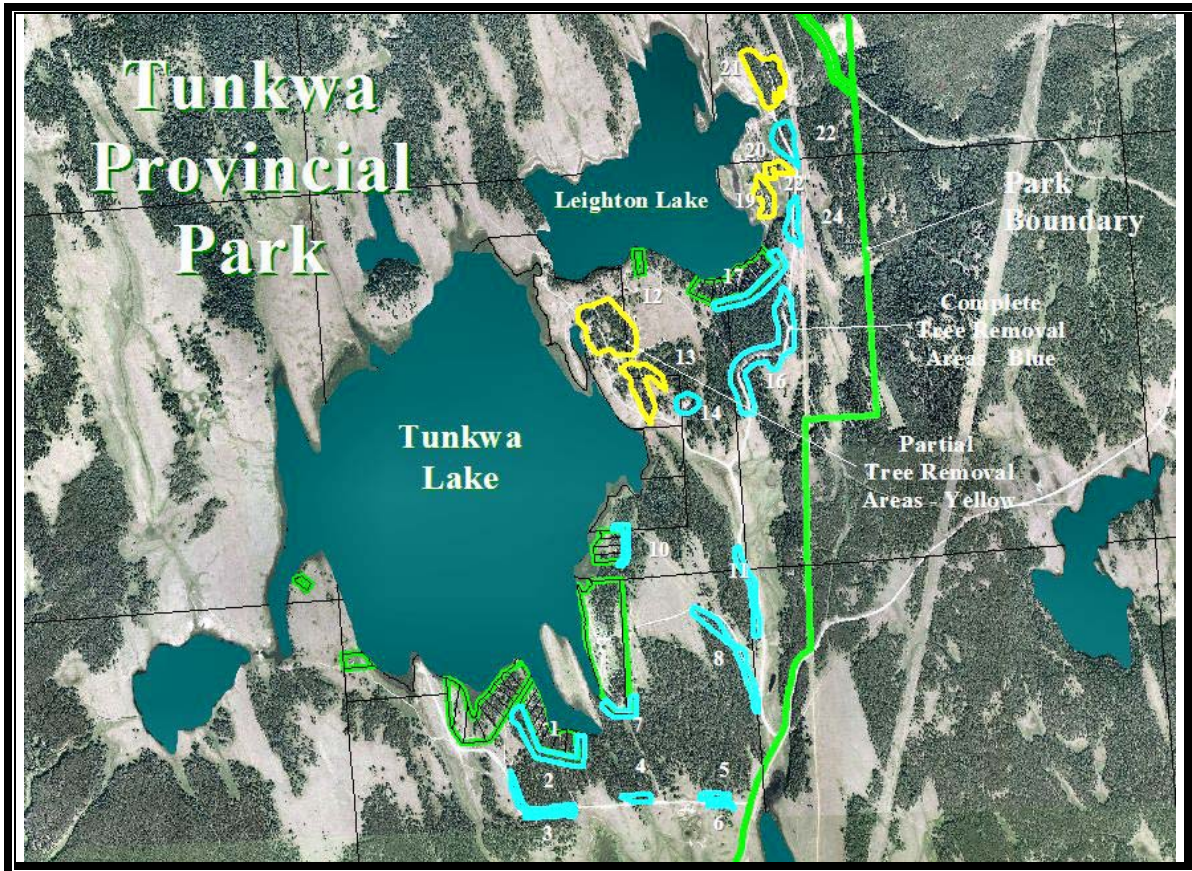 Tunkwa
Provincial
Park
21
22
20
Leighton Lake
19
22
24
Park
Boundary
17
12
Complete
Tree Removal
Areas - Blue
13
16
14
Tunkwa
Lake
Partial
Tree Removal
Areas - Yellow
10
11
8
7
1
2
4
5
3
6